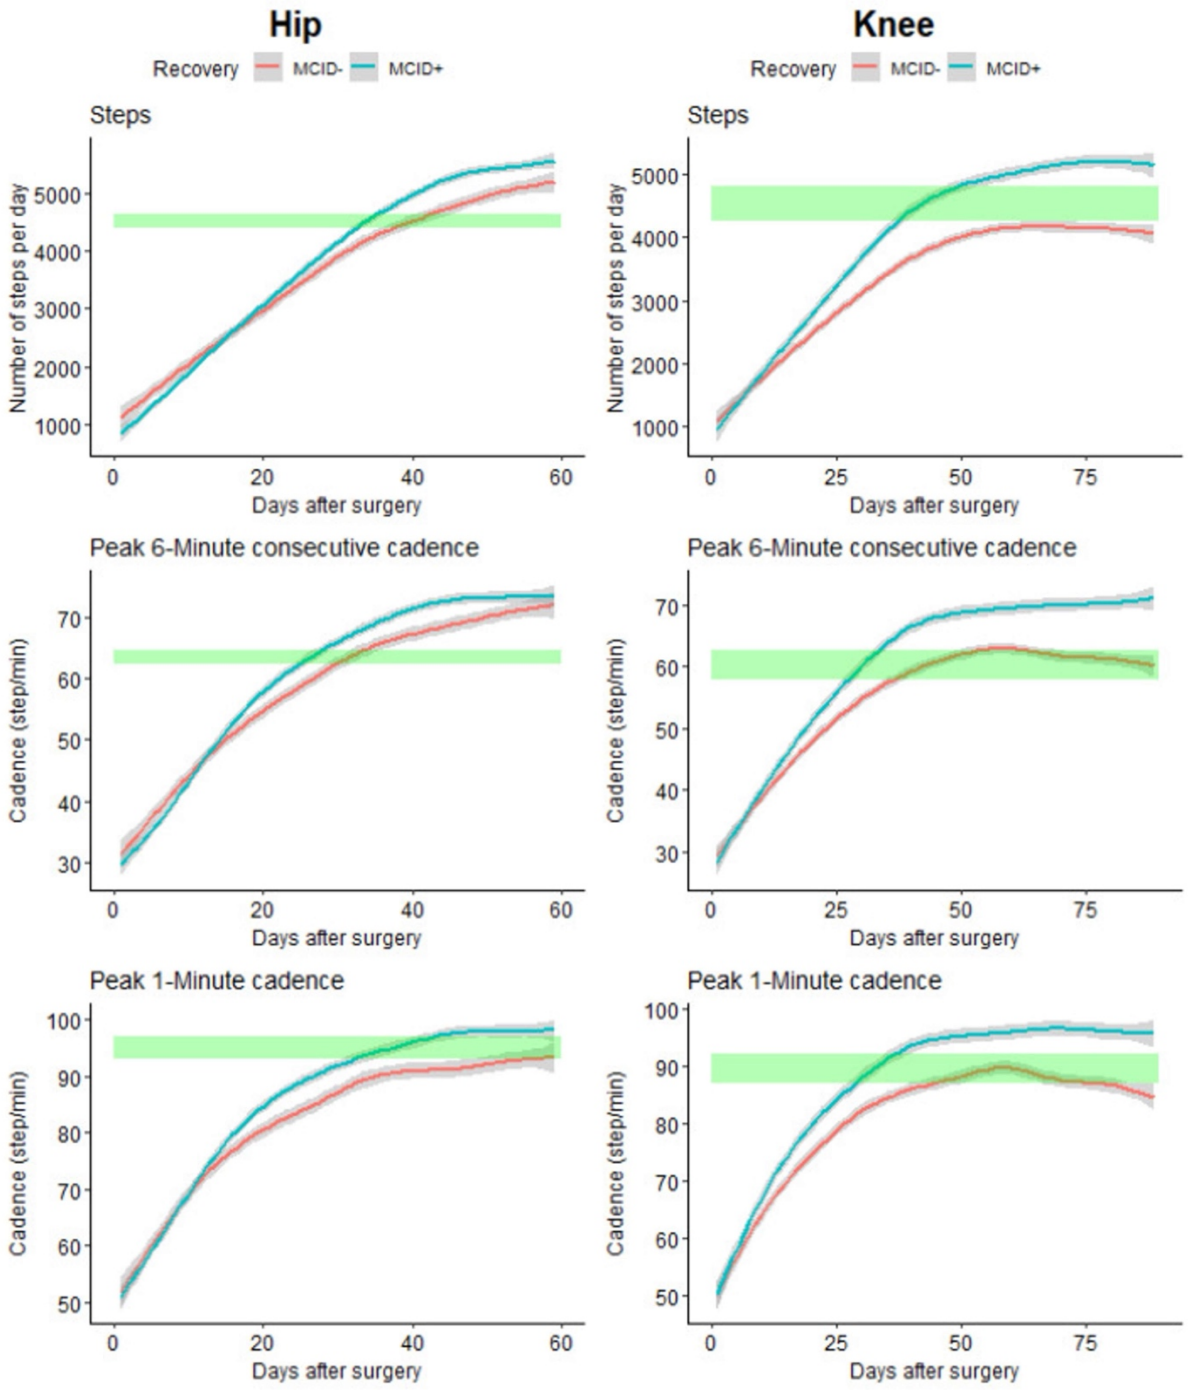 Hip
Recovery MCID- MCID+
Steps
Number of steps per day
5000
4000
3000
2000
1000
0 20 40 60
Days after surgery
Peak 6-Minute consecutive cadence
Cadence (step/min)
70
60
50
40
30
0 20 40 60
Days after surgery
Peak 1-Minute cadence
Cadence (step/min)
100
90
80
70
60
50
0 20 40 60
Days after surgery
Knee
Recovery MCID- MCID+
Steps
Number of steps per day
5000
4000
3000
2000
1000
0 25 50 75
Days after surgery
Peak 6-Minute consecutive cadence
Cadence (step/min)
70
60
50
40
30
0 25 50 75
Days after surgery
Peak 1-Minute cadence
Cadence (step/min)
100
90
80
70
60
50
0 25 50 75
Days after surgery